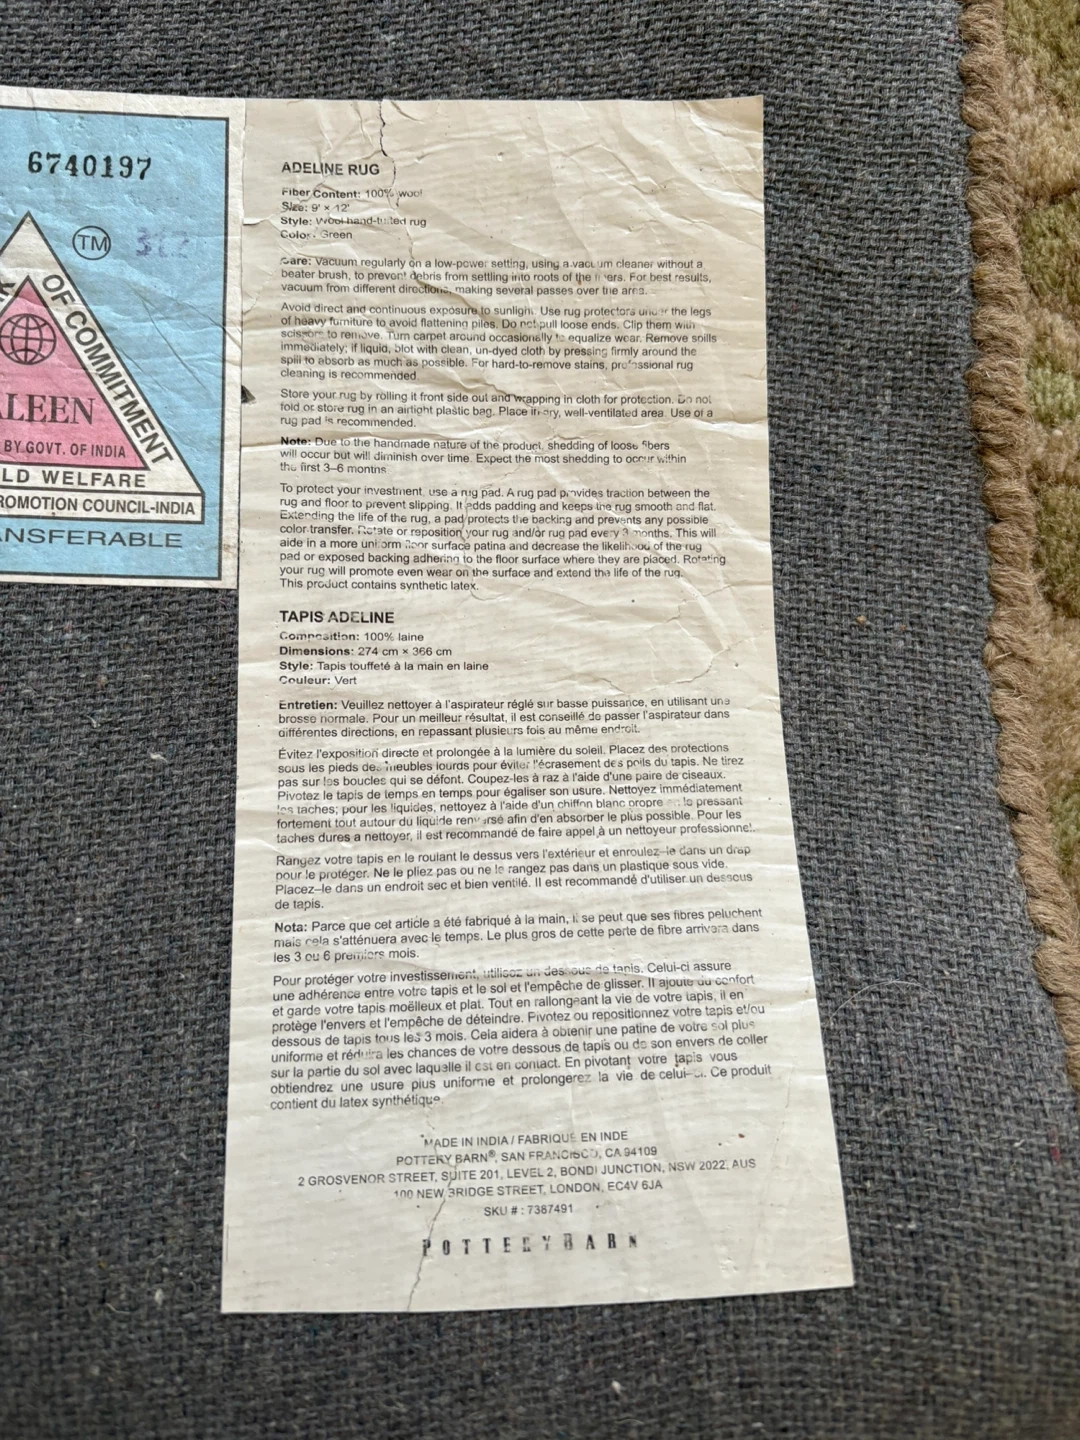 6740197
TM
OF COMMITMENT
LEEN
BY GOVT. OF INDIA
LD WELFARE
ROMOTION COUNCIL-INDIA
ANSFERABLE
ADELINE RUG
Fiber Content: 100% wool
Size: 9' × 12'
Style: Wool hand-tufted rug
Color: Green
Care: Vacuum regularly on a low-power setting, using a vacuum cleaner without a
beater brush, to prevent debris from settling into roots of the fibers. For best results,
vacuum from different directions, making several passes over the area.
Avoid direct and continuous exposure to sunlight. Use rug protectors under the legs
of heavy furniture to avoid flattening piles. Do not pull loose ends. Clip them with
scissors to remove. Turn carpet around occasionally to equalize wear. Remove spills
immediately; if liquid, blot with clean, un-dyed cloth by pressing firmly around the
spill to absorb as much as possible. For hard-to-remove stains, professional rug
cleaning is recommended
Store your rug by rolling it front side out and wrapping in cloth for protection. Do not
fold or store rug in an airtight plastic bag. Place in dry, well-ventilated area. Use of a
rug pad is recommended.
Note: Due to the handmade nature of the product, shedding of loose fibers
will occur but will diminish over time. Expect the most shedding to occur within
the first 3–6 months
To protect your investment, use a rug pad. A rug pad provides traction between the
rug and floor to prevent slipping. It adds padding and keeps the rug smooth and flat.
Extending the life of the rug, a pad protects the backing and prevents any possible
color transfer. Rotate or reposition your rug and/or rug pad every 3 months. This will
aide in a more uniform floor surface patina and decrease the likelihood of the rug
pad or exposed backing adhering to the floor surface where they are placed. Rotating
your rug will promote even wear on the surface and extend the life of the rug.
This product contains synthetic latex.
TAPIS ADELINE
Composition: 100% laine
Dimensions: 274 cm × 366 cm
Style: Tapis touffeté à la main en laine
Couleur: Vert
Entretien: Veuillez nettoyer à l'aspirateur réglé sur basse puissance, en utilisant une
brosse normale. Pour un meilleur résultat, il est conseillé de passer l'aspirateur dans
différentes directions, en repassant plusieurs fois au même endroit.
Évitez l'exposition directe et prolongée à la lumière du soleil. Placez des protections
sous les pieds des meubles lourds pour éviter l'écrasement des poils du tapis. Ne tirez
pas sur les boucles qui se défont. Coupez-les à raz à l'aide d'une paire de ciseaux.
Pivotez le tapis de temps en temps pour égaliser son usure. Nettoyez immédiatement
les taches; pour les liquides, nettoyez à l'aide d'un chiffon blanc propre en le pressant
fortement tout autour du liquide renversé afin d'en absorber le plus possible. Pour les
taches dures a nettoyer, il est recommandé de faire appel à un nettoyeur professionnel.
Rangez votre tapis en le roulant le dessus vers l'extérieur et enroulez-le dans un drap
pour le protéger. Ne le pliez pas ou ne le rangez pas dans un plastique sous vide.
Placez–le dans un endroit sec et bien ventilé. Il est recommandé d'utiliser un dessous
de tapis.
Nota: Parce que cet article a été fabriqué à la main, il se peut que ses fibres peluchent
mais cela s'atténuera avec le temps. Le plus gros de cette perte de fibre arrivera dans
les 3 ou 6 premiers mois.
Pour protéger votre investissement, utilisez un dessous de tapis. Celui-ci assure
une adhérence entre votre tapis et le sol et l'empêche de glisser. Il ajoute du confort
et garde votre tapis moëlleux et plat. Tout en rallongeant la vie de votre tapis, il en
protège l'envers et l'empêche de déteindre. Pivotez ou repositionnez votre tapis et/ou
dessous de tapis tous les 3 mois. Cela aidera à obtenir une patine de votre sol plus
uniforme et réduira les chances de votre dessous de tapis ou de son envers de coller
sur la partie du sol avec laquelle il est en contact. En pivotant votre tapis vous
obtiendrez une usure plus uniforme et prolongerez la vie de celui-ci. Ce produit
contient du latex synthétique.
MADE IN INDIA / FABRIQUÉ EN INDE
POTTERY BARN®, SAN FRANCISCO, CA 94109
2 GROSVENOR STREET, SUITE 201, LEVEL 2, BONDI JUNCTION, NSW 2022, AUS
100 NEW BRIDGE STREET, LONDON, EC4V 6JA
SKU # : 7387491
POTTERYBARN